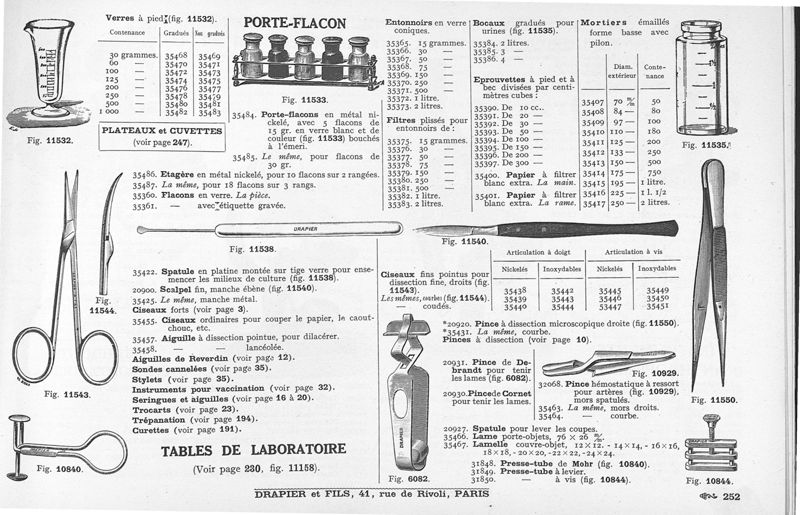 Verres à pied (fig. 11532).
Contenance Gradués Non gradués
30 grammes. 35468 35469
60 — 35470 35471
100 — 35472 35473
125 — 35474 35475
200 — 35476 35477
250 — 35478 35479
500 — 35480 35481
1 000 — 35482 35483
Fig. 11532.
PLATEAUX et CUVETTES
(voir page 247).
PORTE-FLACON
Fig. 11533.
35484. Porte-flacons en métal ni-
ckelé, avec 5 flacons de
15 gr. en verre blanc et de
couleur (fig. 11533) bouchés
à l'émeri.
35485. Le même, pour flacons de
30 gr.
35486. Etagère en métal nickelé, pour 10 flacons sur 2 rangées.
35487. La même, pour 18 flacons sur 3 rangs.
35360. Flacons en verre. La pièce.
35361. — avec étiquette gravée.
Entonnoirs en verre
coniques.
35365. 15 grammes.
35366. 30 —
35367. 50 —
35368. 75 —
35369. 150 —
35370. 250 —
35371. 500 —
35372. 1 litre.
35373. 2 litres.
Filtres plissés pour
entonnoirs de :
35375. 15 grammes.
35376. 30 —
35377. 50 —
35378. 75 —
35379. 150 —
35380. 250 —
35381. 500 —
35382. 1 litre.
35383. 2 litres.
Bocaux gradués pour
urines (fig. 11535).
35384. 2 litres.
35385. 3 —
35386. 4 —
Eprouvettes à pied et à
bec divisées par centi-
mètres cubes :
35390. De 10 cc..
35391. De 20 —
35392. De 30 —
35393. De 50 —
35394. De 100 —
35395. De 150 —
35396. De 200 —
35397. De 300 —
35400. Papier à filtrer
blanc extra. La main.
35401. Papier à filtrer
blanc extra. La rame.
Mortiers émaillés
forme basse avec
pilon.
Diam. extérieur Conte- nance
35407 70 m/m 50
35408 84 — 80
35409 97 — 100
35410 110 — 180
35411 125 — 200
35412 133 — 250
35413 150 — 500
35414 175 — 750
35415 195 — 1 litre.
35416 225 — 1 l. 1/2
35417 250 — 2 litres.
Fig. 11535.
DRAPIER
Fig. 11538.
Fig. 11540.
Fig.
11544.
Fig. 11543.
35422. Spatule en platine montée sur tige verre pour ense-
mencer les milieux de culture (fig. 11538).
20900. Scalpel fin, manche ébène (fig. 11540).
35425. Le même, manche métal.
Ciseaux forts (voir page 3).
35455. Ciseaux ordinaires pour couper le papier, le caout-
chouc, etc.
35457. Aiguille à dissection pointue, pour dilacérer.
35458. — — lancéolée.
Aiguilles de Reverdin (voir page 12).
Sondes cannelées (voir page 35).
Stylets (voir page 35).
Instruments pour vaccination (voir page 32).
Seringues et aiguilles (voir page 16 à 20).
Trocarts (voir page 23).
Trépanation (voir page 194).
Curettes (voir page 191).
Fig. 10840.
TABLES DE LABORATOIRE
(Voir page 230, fig. 11158).
Ciseaux fins pointus pour
dissection fine, droits (fig.
11543).
Les mêmes, courbes (fig. 11544).
— coudés.
Articulation à doigt Articulation à vis
Nickelés Inoxydables Nickelés Inoxydables
35438 35442 35445 35449
35439 35443 35446 35450
35440 35444 35447 35451
*20920. Pince à dissection microscopique droite (fig. 11550).
*35431. La même, courbe.
Pinces à dissection (voir page 10).
20931. Pince de De-
brandt pour tenir
les lames (fig. 6082).
20930. Pince de Cornet
pour tenir les lames.
Fig. 10929.
32068. Pince hémostatique à ressort
pour artères (fig. 10929),
mors spatulés.
35463. La même, mors droits.
35464. — courbe.
Fig. 11550.
20927. Spatule pour lever les coupes.
35466. Lame porte-objets, 76 × 26 m/m.
35467. Lamelle couvre-objet, 12×12. - 14×14, - 16×16,
18×18, - 20×20, -22×22, -24×24.
31848. Presse-tube de Mohr (fig. 10840).
31849. Presse-tube à levier.
31850. — à vis (fig. 10844).
DRAPIER
Fig. 6082.
Fig. 10844.
DRAPIER et FILS, 41, rue de Rivoli, PARIS
252